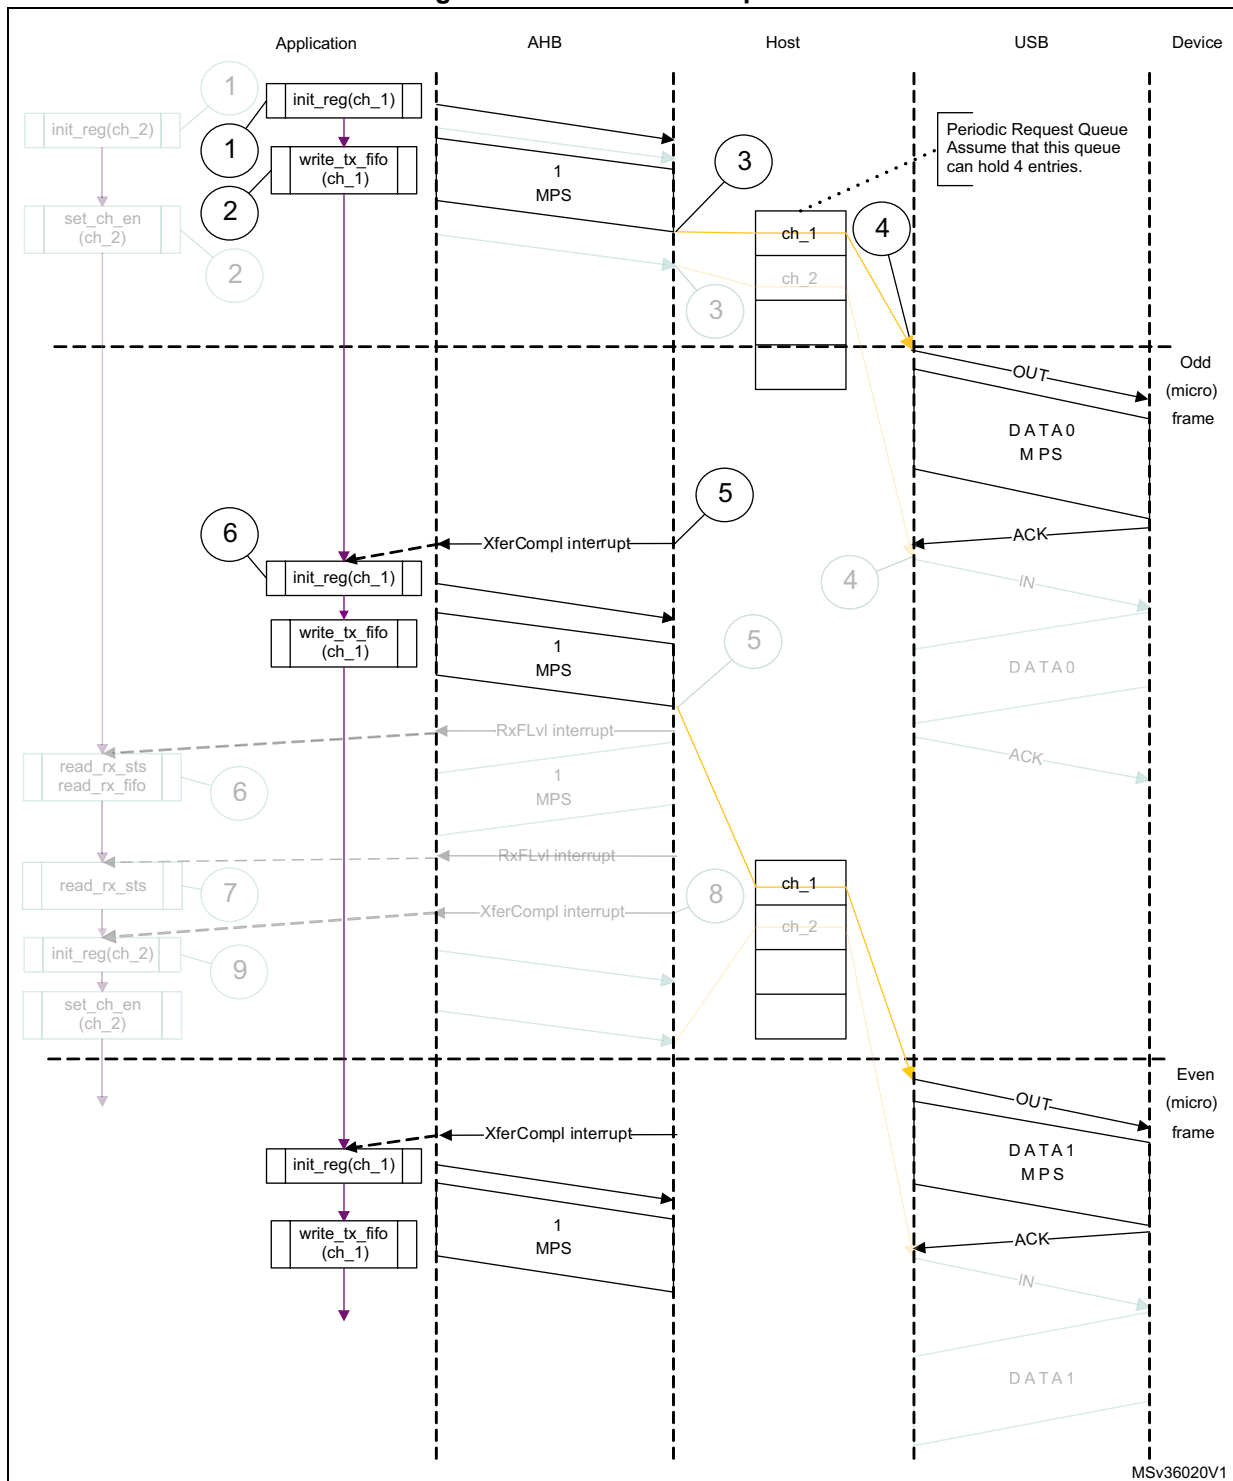 Application
AHB
Host
USB
Device
1
init_reg(ch_1)
init_reg(ch_2)
1
Periodic Request Queue
Assume that this queue
can hold 4 entries.
write_tx_fifo
(ch_1)
1
MPS
3
2
set_ch_en
(ch_2)
ch_1
4
2
ch_2
3
Odd
(micro)
frame
OUT
DATA0
MPS
5
6
XferCompl interrupt
ACK
init_reg(ch_1)
4
IN
write_tx_fifo
(ch_1)
1
MPS
5
DATA0
RxFLvl interrupt
ACK
read_rx_sts
read_rx_fifo
6
1
MPS
RxFLvl interrupt
read_rx_sts
7
ch_1
8
XferCompl interrupt
ch_2
init_reg(ch_2)
9
set_ch_en
(ch_2)
Even
(micro)
frame
OUT
XferCompl interrupt
DATA1
MPS
init_reg(ch_1)
write_tx_fifo
(ch_1)
1
MPS
ACK
IN
DATA1
MSv36020V1